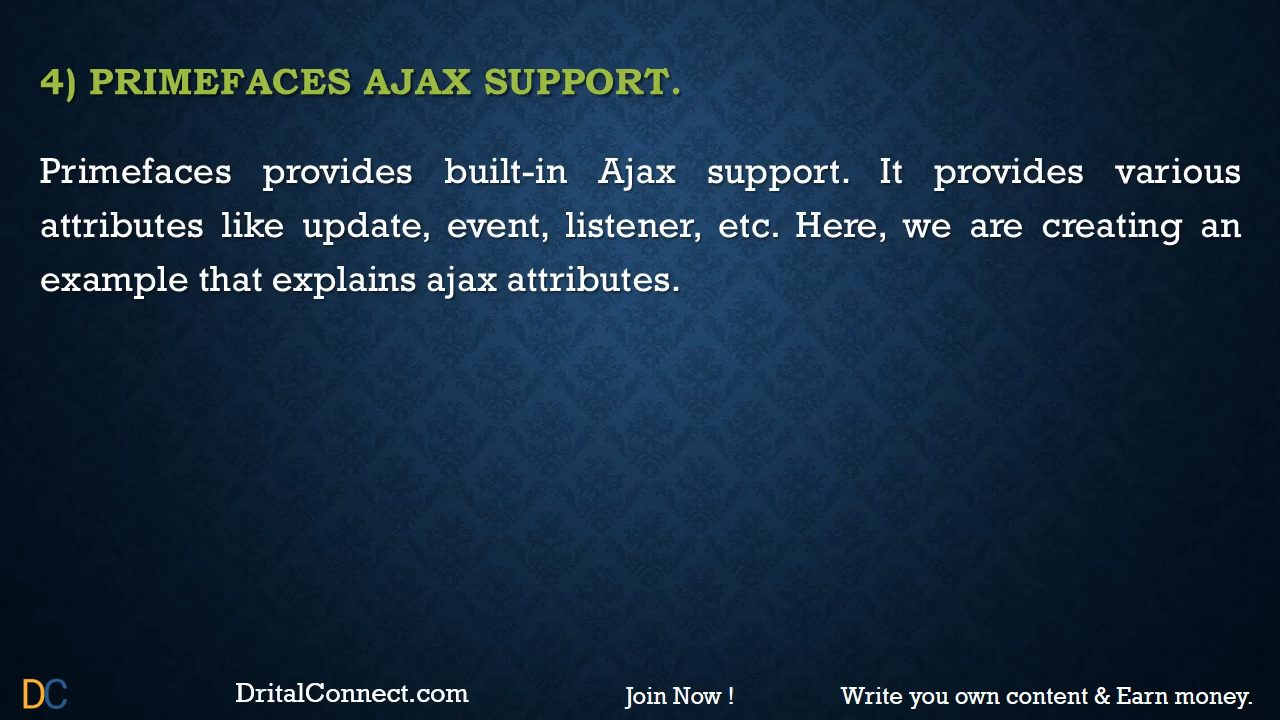 4) PRIMEFACES AJAX SUPPORT.
Primefaces provides built-in Ajax support. It provides various
attributes like update, event, listener, etc. Here, we are creating an
example that explains ajax attributes.
DC
DritalConnect.com
Join Now !
Write you own content & Earn money.